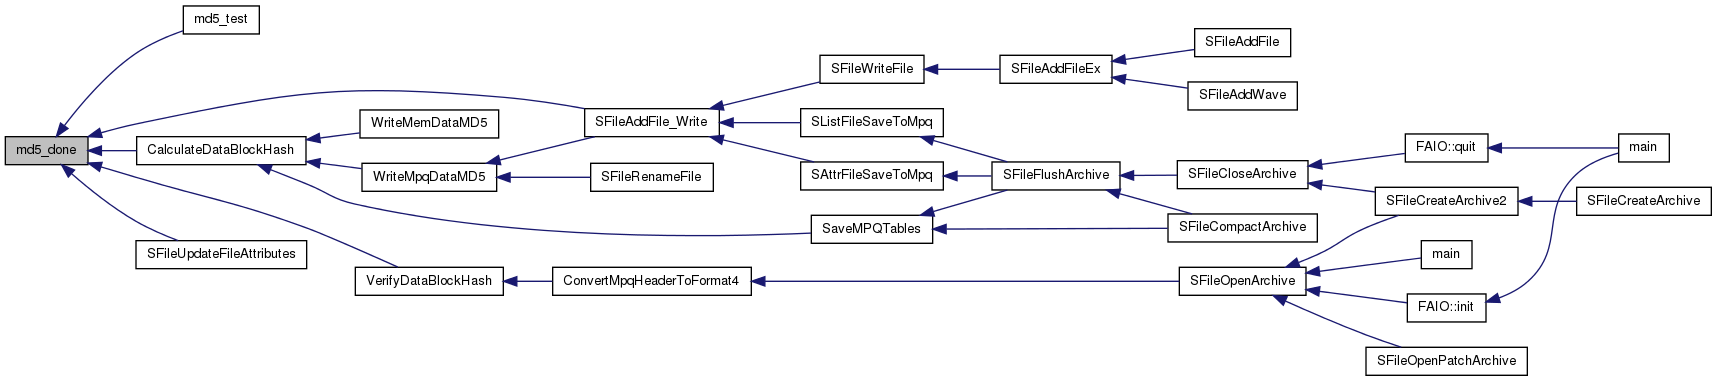 md5_test
SFileAddFile
SFileWriteFile
SFileAddFileEx
SFileAddWave
WriteMemDataMD5
SFileAddFile_Write
SListFileSaveToMpq
md5_done
CalculateDataBlockHash
FAIO::quit
main
WriteMpqDataMD5
SFileRenameFile
SAttrFileSaveToMpq
SFileFlushArchive
SFileCloseArchive
SFileCreateArchive2
SFileCreateArchive
SaveMPQTables
SFileCompactArchive
SFileUpdateFileAttributes
main
VerifyDataBlockHash
ConvertMpqHeaderToFormat4
SFileOpenArchive
FAIO::init
SFileOpenPatchArchive